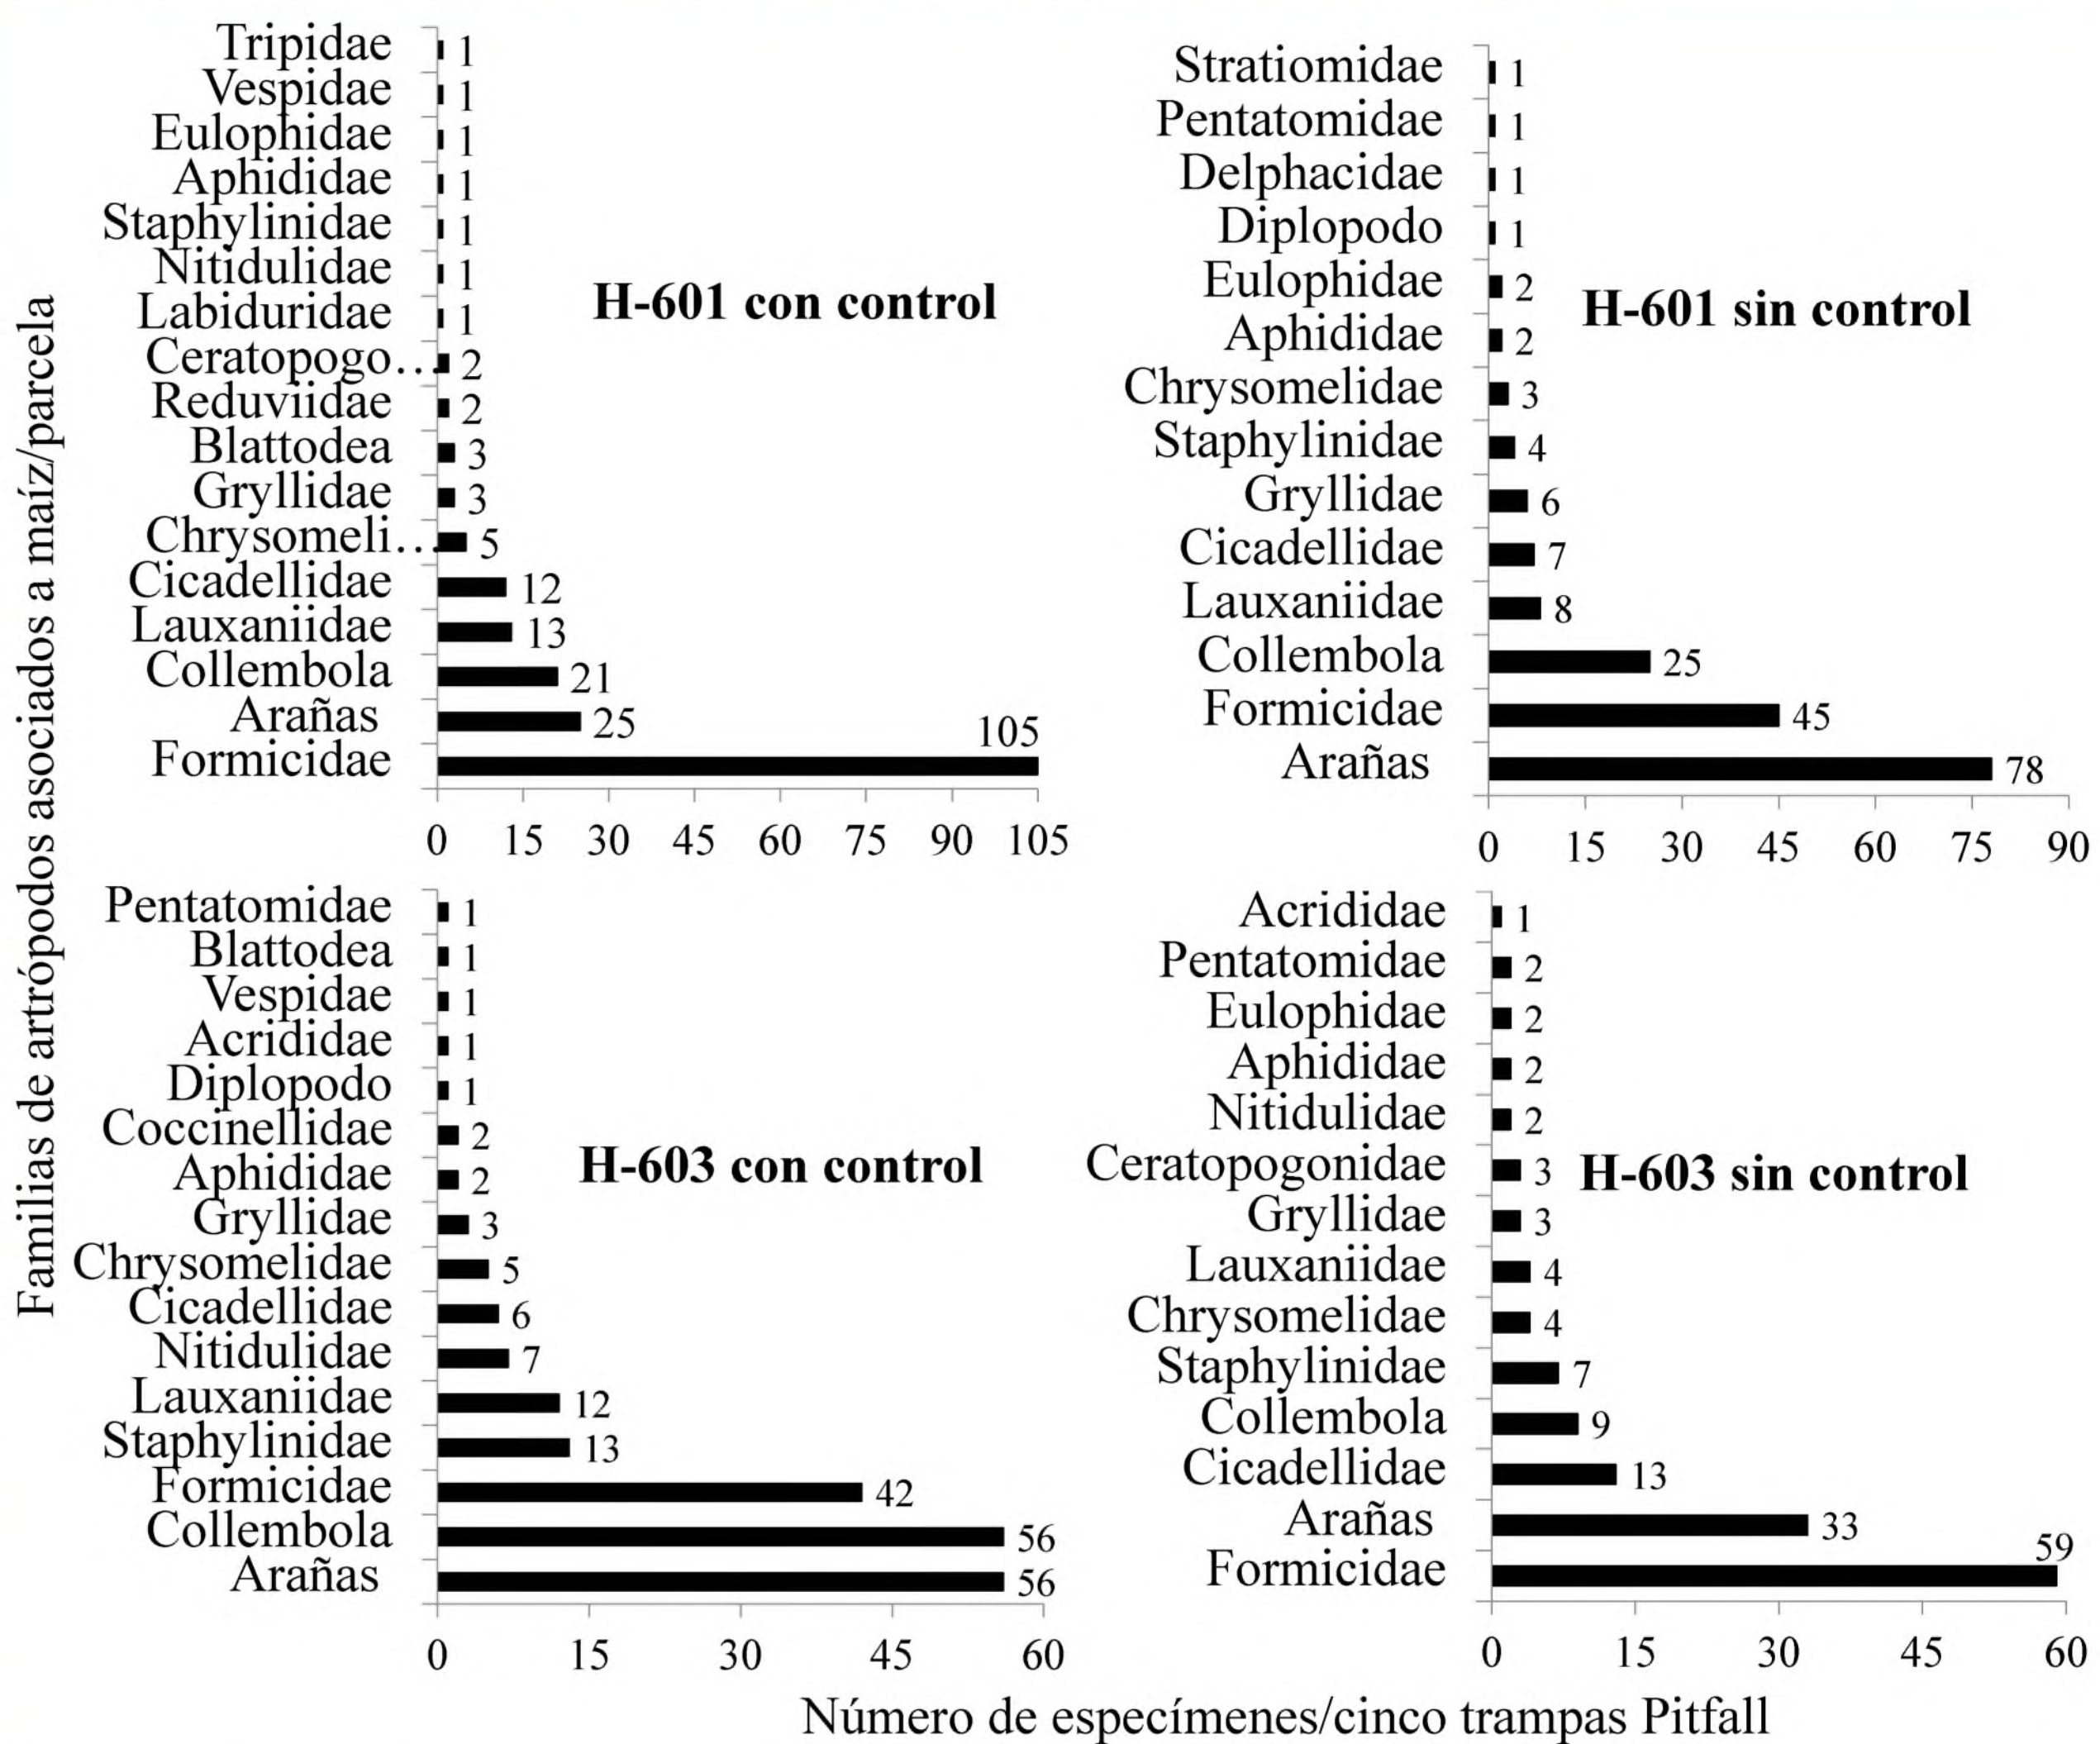 Familias de artrópodos asociados a maíz/parcela
H-601 con control
Tripidae 1
Vespidae 1
Eulophidae 1
Aphididae 1
Staphylinidae 1
Nitidulidae 1
Labiduridae 1
Ceratopogo... 2
Reduviidae 2
Blattodea 3
Gryllidae 3
Chrysomeli... 5
Cicadellidae 12
Lauxaniidae 13
Collembola 21
Arañas 25
Formicidae 105
0 15 30 45 60 75 90 105
H-601 sin control
Stratiomidae 1
Pentatomidae 1
Delphacidae 1
Diplopodo 1
Eulophidae 2
Aphididae 2
Chrysomelidae 3
Staphylinidae 4
Gryllidae 6
Cicadellidae 7
Lauxaniidae 8
Collembola 25
Formicidae 45
Arañas 78
0 15 30 45 60 75 90
H-603 con control
Pentatomidae 1
Blattodea 1
Vespidae 1
Acrididae 1
Diplopodo 1
Coccinellidae 2
Aphididae 2
Gryllidae 3
Chrysomelidae 5
Cicadellidae 6
Nitidulidae 7
Lauxaniidae 12
Staphylinidae 13
Formicidae 42
Collembola 56
Arañas 56
0 15 30 45 60
H-603 sin control
Acrididae 1
Pentatomidae 2
Eulophidae 2
Aphididae 2
Nitidulidae 2
Ceratopogonidae 3
Gryllidae 3
Lauxaniidae 4
Chrysomelidae 4
Staphylinidae 7
Collembola 9
Cicadellidae 13
Arañas 33
Formicidae 59
0 15 30 45 60
Número de especímenes/cinco trampas Pitfall